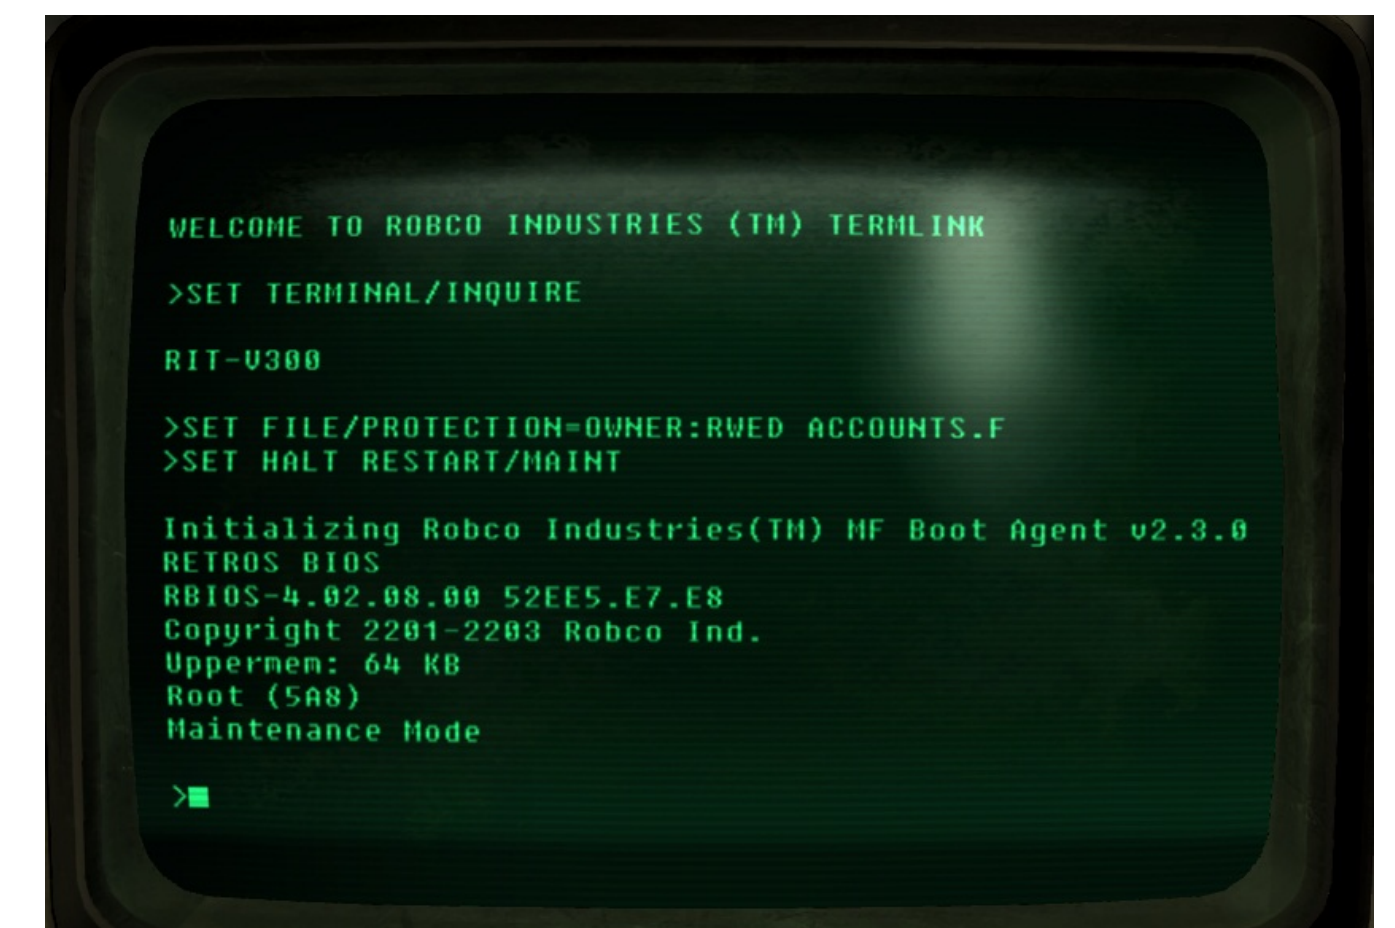 WELCOME TO ROBCO INDUSTRIES (TM) TERMLINK
>SET TERMINAL/INQUIRE
RIT-V300
>SET FILE/PROTECTION=OWNER:RWED ACCOUNTS.F
>SET HALT RESTART/MAINT
Initializing Robco Industries(TM) MF Boot Agent v2.3.0
RETROS BIOS
RBIOS-4.02.08.00 52EE5.E7.E8
Copyright 2201-2203 Robco Ind.
Uppermem: 64 KB
Root (5A8)
Maintenance Mode
>